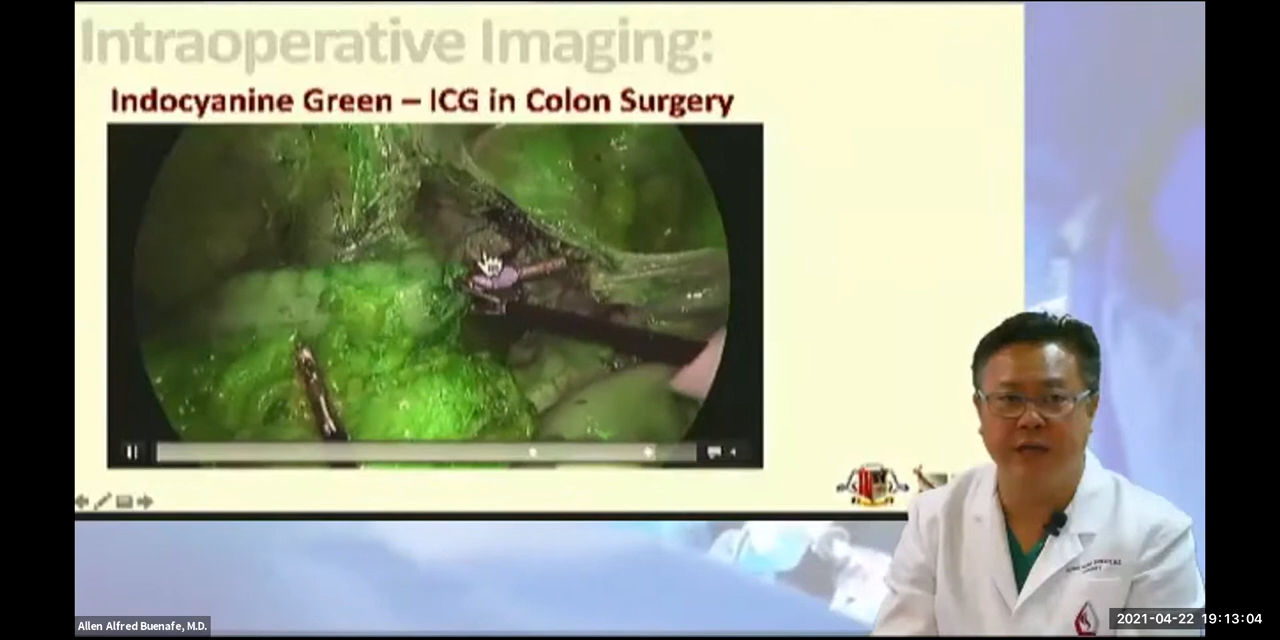 Intraoperative Imaging:
Indocyanine Green – ICG in Colon Surgery
Allen Alfred Buenafe, M.D.
2021-04-22 19:13:04